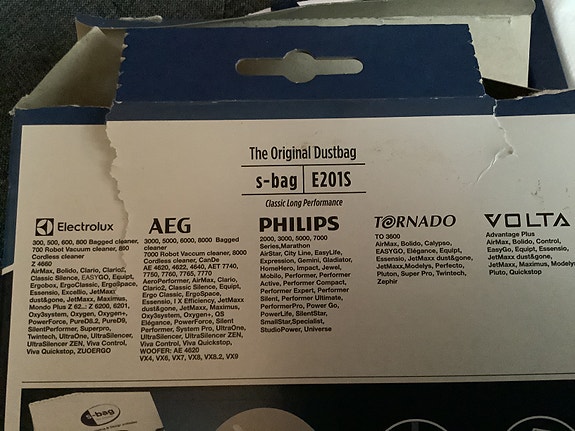 The Original Dustbag
s-bag E201S
Classic Long Performance
Electrolux
300, 500, 600, 800 Bagged cleaner,
700 Robot Vacuum cleaner, 800
Cordless cleaner
Z 4660
AirMax, Bolido, Clario, Clario2,
Classic Silence, EASYGO, Equipt,
Ergobox, ErgoClassic, ErgoSpace,
Essensio, Excellio, JetMaxx
dust&gone, JetMaxx, Maximus,
Mondo Plus Z 62..: Z 6200, 6201,
Oxy3system, Oxygen, Oxygen+,
PowerForce, PureD8.2, PureD9,
SilentPerformer, Superpro,
Twintech, UltraOne, UltraSilencer,
UltraSilencer ZEN, Viva Control,
Viva Quickstop, ZUOERGO
AEG
3000, 5000, 6000, 8000 Bagged
cleaner
7000 Robot Vacuum cleaner, 8000
Cordless cleaner, CanDe
AE 4620, 4622, 4640, AET 7740,
7750, 7760, 7765, 7770
AeroPerformer, AirMax, Clario,
Clario2, Classic Silence, Equipt,
Ergo Classic, ErgoSpace,
Essensio, I X Efficiency, JetMaxx
dust&gone, JetMaxx, Maximus,
Oxy3system, Oxygen+, QS
Elégance, PowerForce, Silent
Performer, System Pro, UltraOne,
UltraSilencer, UltraSilencer ZEN,
Viva Control, Viva Quickstop,
WOOFER: AE 4620
VX4, VX6, VX7, VX8, VX8.2, VX9
PHILIPS
2000, 3000, 5000, 7000
Series,Marathon
AirStar, City Line, EasyLife,
Expression, Gemini, Gladiator,
HomeHero, Impact, Jewel,
Mobilo, Performer, Performer
Active, Performer Compact,
Performer Expert, Performer
Silent, Performer Ultimate,
PerformerPro, Power Go,
PowerLife, SilentStar,
SmallStar,Specialist,
StudioPower, Universe
TORNADO
TO 3600
AirMax, Bolido, Calypso,
EASYGO, Elégance, Equipt,
Essensio, JetMaxx dust&gone,
JetMaxx,Modelys, Perfecto,
Pluton, Super Pro, Twintech,
Zephir
VOLTA
Advantage Plus
AirMax, Bolido, Control,
EasyGo, Equipt, Essensio,
JetMaxx dust&gone,
JetMaxx, Maximus, Modelys
Pluto, Quickstop
s-bag